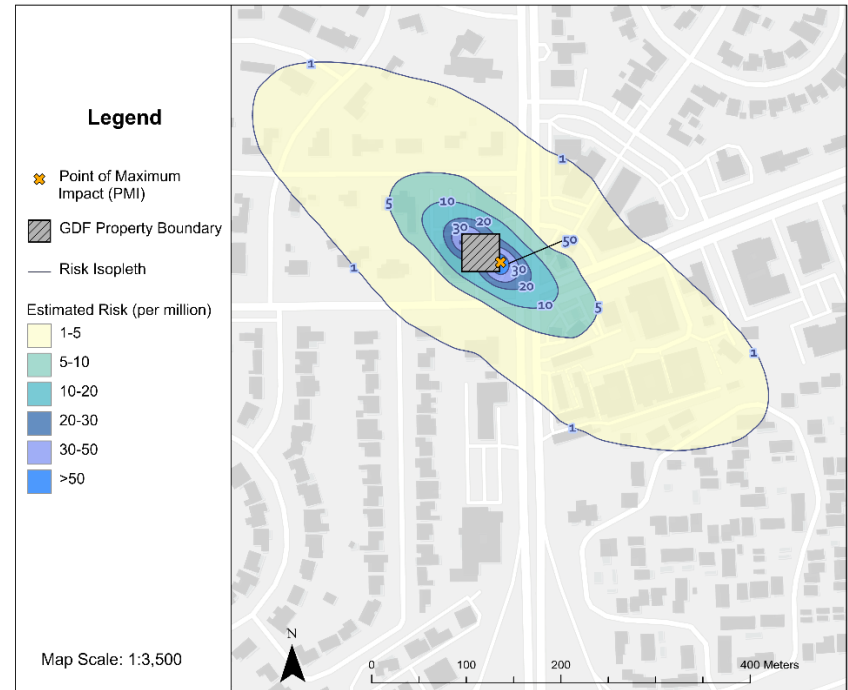 Legend
Point of Maximum
Impact (PMI)
GDF Property Boundary
Risk Isopleth
Estimated Risk (per million)
1-5
5-10
10-20
20-30
30-50
>50
Map Scale: 1:3,500
1
1
5
10
20
30
50
1
30
20
10
5
1
1
N
0
100
200
400 Meters